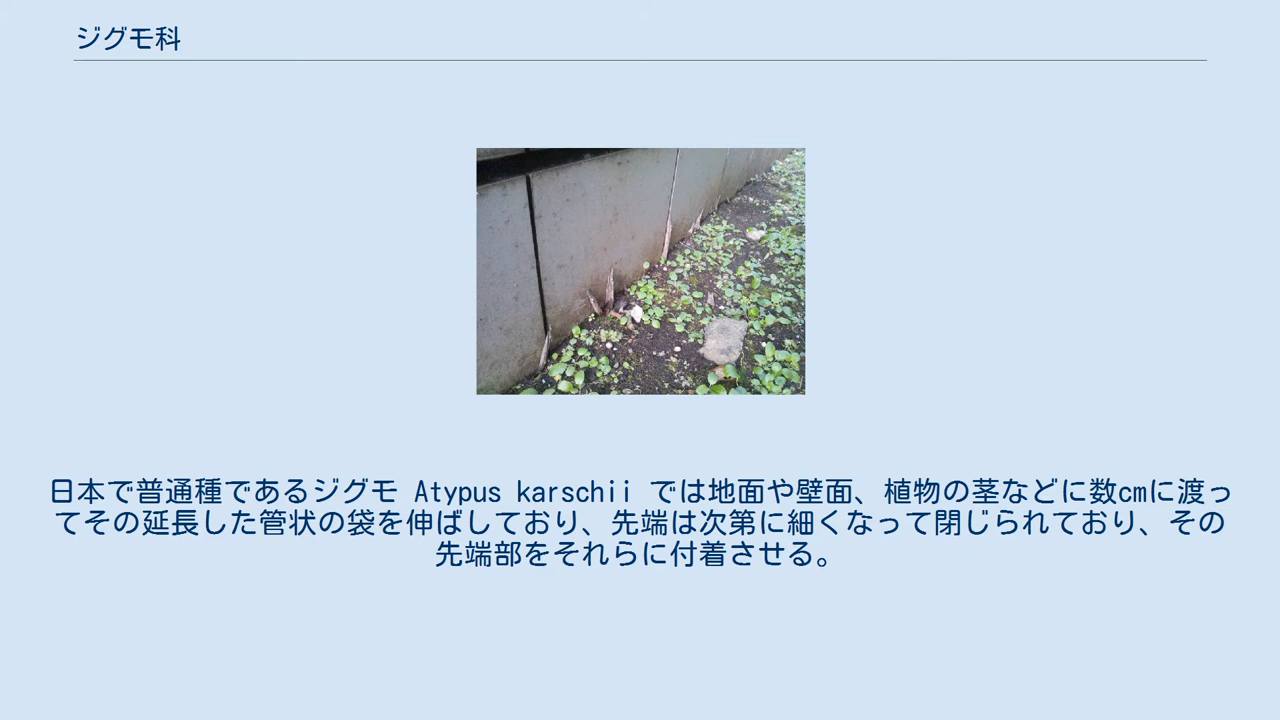 ジグモ科
日本で普通種であるジグモ Atypus karschii では地面や壁面、植物の茎などに数cmに渡っ
てその延長した管状の袋を伸ばしており、先端は次第に細くなって閉じられており、その
先端部をそれらに付着させる。